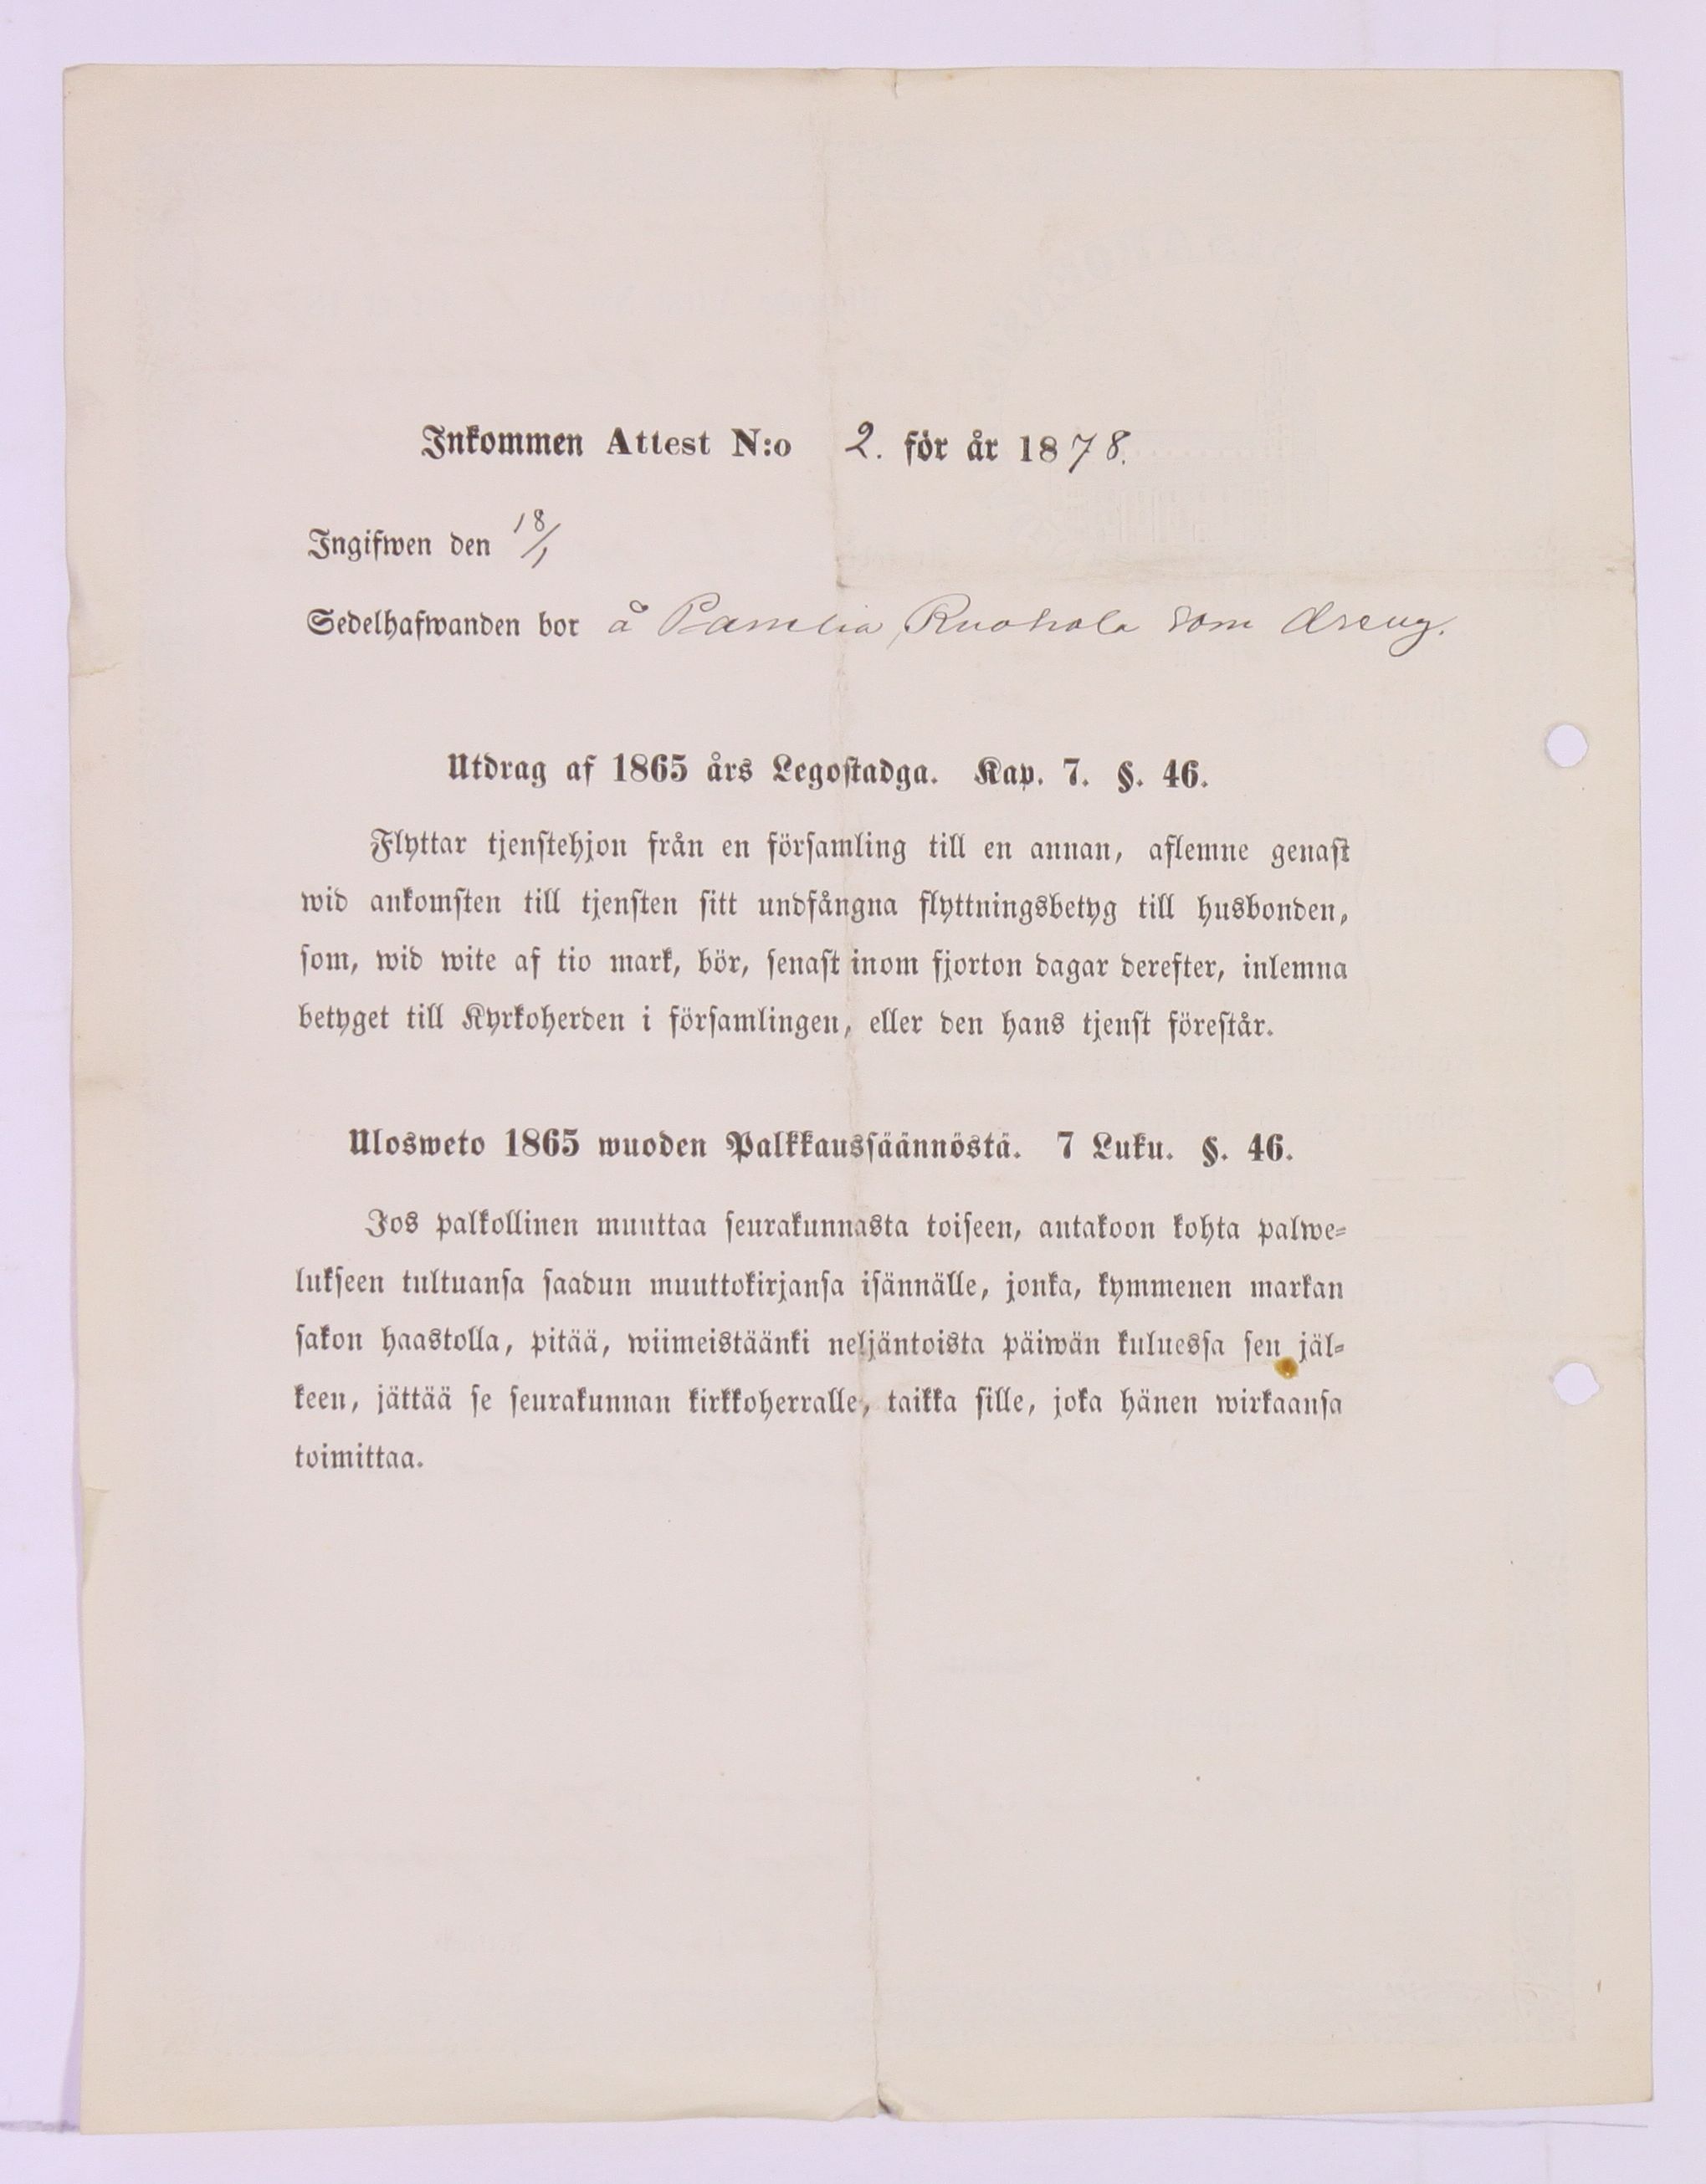 Inkommen Attest N:o 2. för år 1878.
Ingifwen den 18/1
Sedelhafwanden bor å Pamelia, Ruohola som dreng.
Utdrag af 1865 års Legostadga. Kap. 7. §. 46.
Flyttar tjenstehjon från en församling till en annan, aflemne genast
wid ankomsten till tjensten sitt undfångna flyttningsbetyg till husbonden,
som, wid wite af tio mark, bör, senast inom fjorton dagar derefter, inlemna
betyget till Kyrkoherden i församlingen, eller den hans tjenst förestår.
Ulosweto 1865 wuoden Palkkaussäännöstä. 7 Luku. §. 46.
Jos palkollinen muuttaa seurakunnasta toiseen, antakoon kohta palwe=
lukseen tultuansa saadun muuttokirjansa isännälle, jonka, kymmenen markan
sakon haastolla, pitää, wiimeistäänki neljäntoista päiwän kuluessa sen jäl=
keen, jättää se seurakunnan kirkkoherralle, taikka sille, joka hänen wirkaansa
toimittaa.